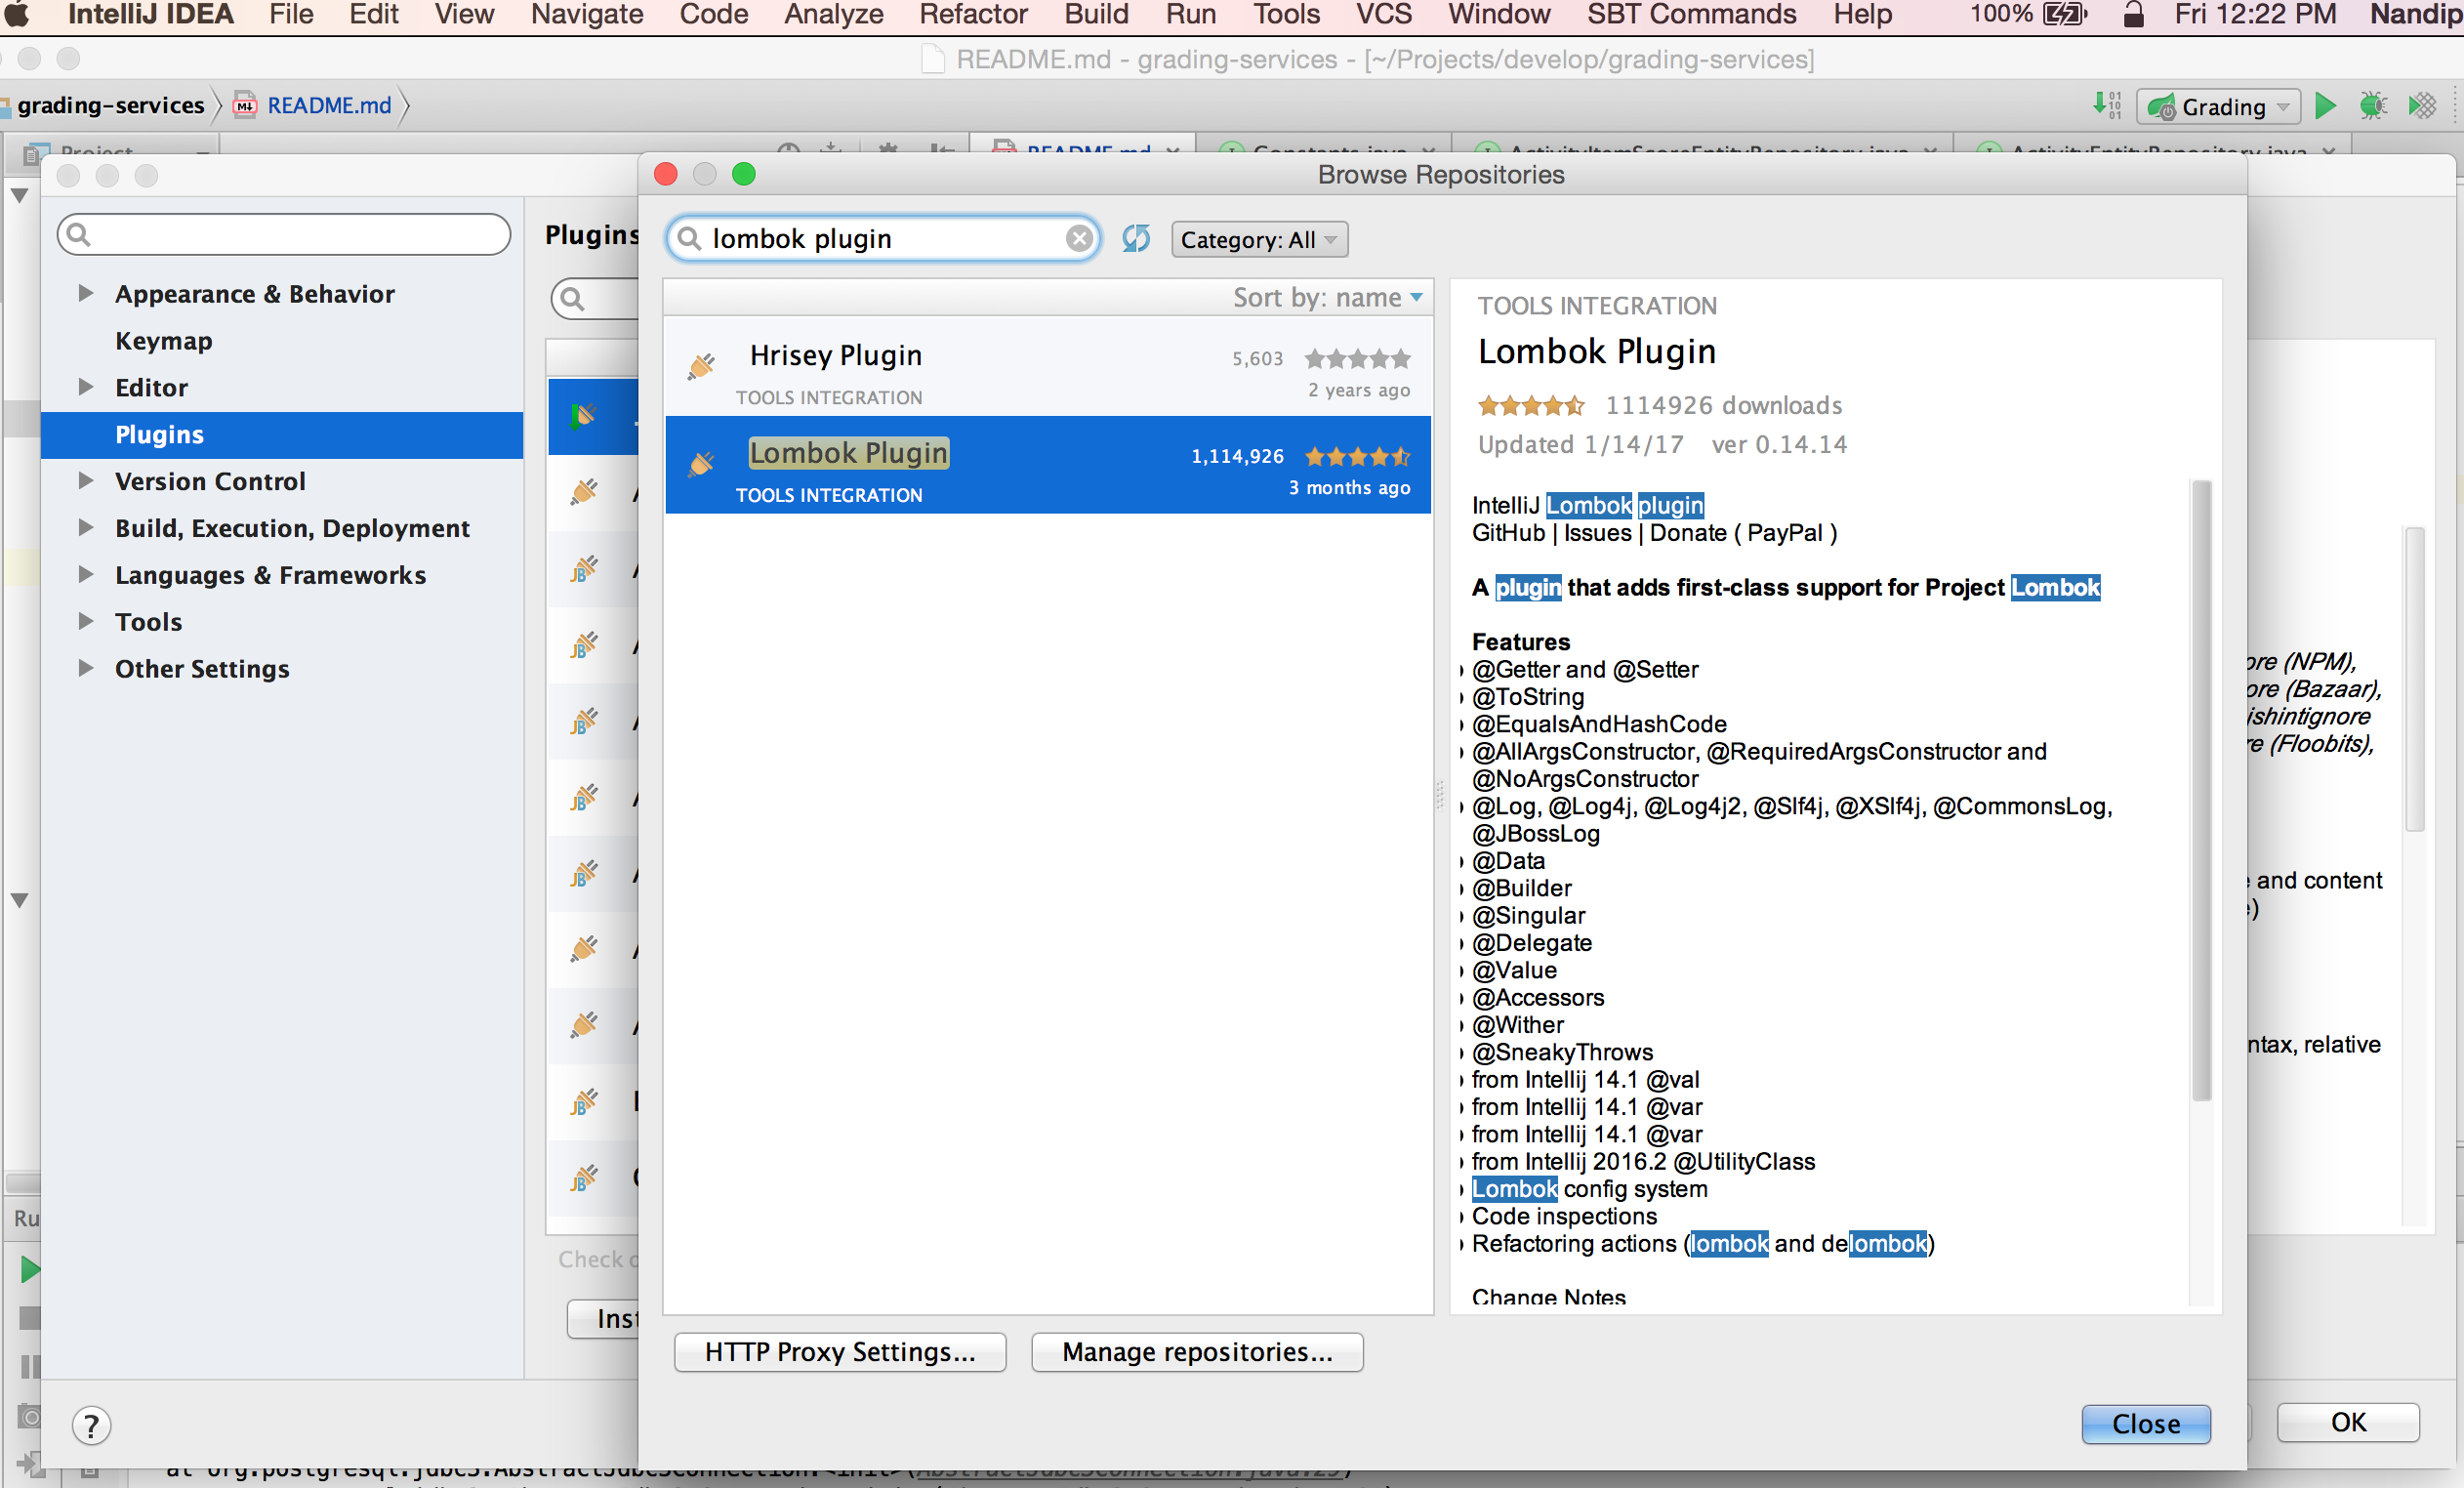 IntelliJ IDEA File Edit View Navigate Code Analyze Refactor Build Run Tools VCS Window SBT Commands Help 100% Fri 12:22 PM Nandip
README.md - grading-services - [~/Projects/develop/grading-services]
grading-services README.md Grading
Project README.md Constants.java ActivityItemScoreEntityRepository.java ActivityEntityRepository.java
Browse Repositories
Plugins
lombok plugin
Category: All
Appearance & Behavior
Keymap
Editor
Plugins
Version Control
Build, Execution, Deployment
Languages & Frameworks
Tools
Other Settings
Sort by: name
Hrisey Plugin 5,603
TOOLS INTEGRATION 2 years ago
Lombok Plugin 1,114,926
TOOLS INTEGRATION 3 months ago
TOOLS INTEGRATION
Lombok Plugin
1114926 downloads
Updated 1/14/17 ver 0.14.14
IntelliJ Lombok plugin
GitHub | Issues | Donate ( PayPal )
A plugin that adds first-class support for Project Lombok
Features
@Getter and @Setter
@ToString
@EqualsAndHashCode
@AllArgsConstructor, @RequiredArgsConstructor and
@NoArgsConstructor
@Log, @Log4j, @Log4j2, @Slf4j, @XSlf4j, @CommonsLog,
@JBossLog
@Data
@Builder
@Singular
@Delegate
@Value
@Accessors
@Wither
@SneakyThrows
from Intellij 14.1 @val
from Intellij 14.1 @var
from Intellij 14.1 @var
from Intellij 2016.2 @UtilityClass
Lombok config system
Code inspections
Refactoring actions (lombok and delombok)
Change Notes
ore (NPM),
ore (Bazaar),
jshintignore
re (Floobits),
and content
e)
ntax, relative
Ru
Check
Inst
HTTP Proxy Settings... Manage repositories...
? Close OK
at org.postgresql.jdbc3.AbstractJdbc3Connection.<init>(AbstractJdbc3Connection.java:29)